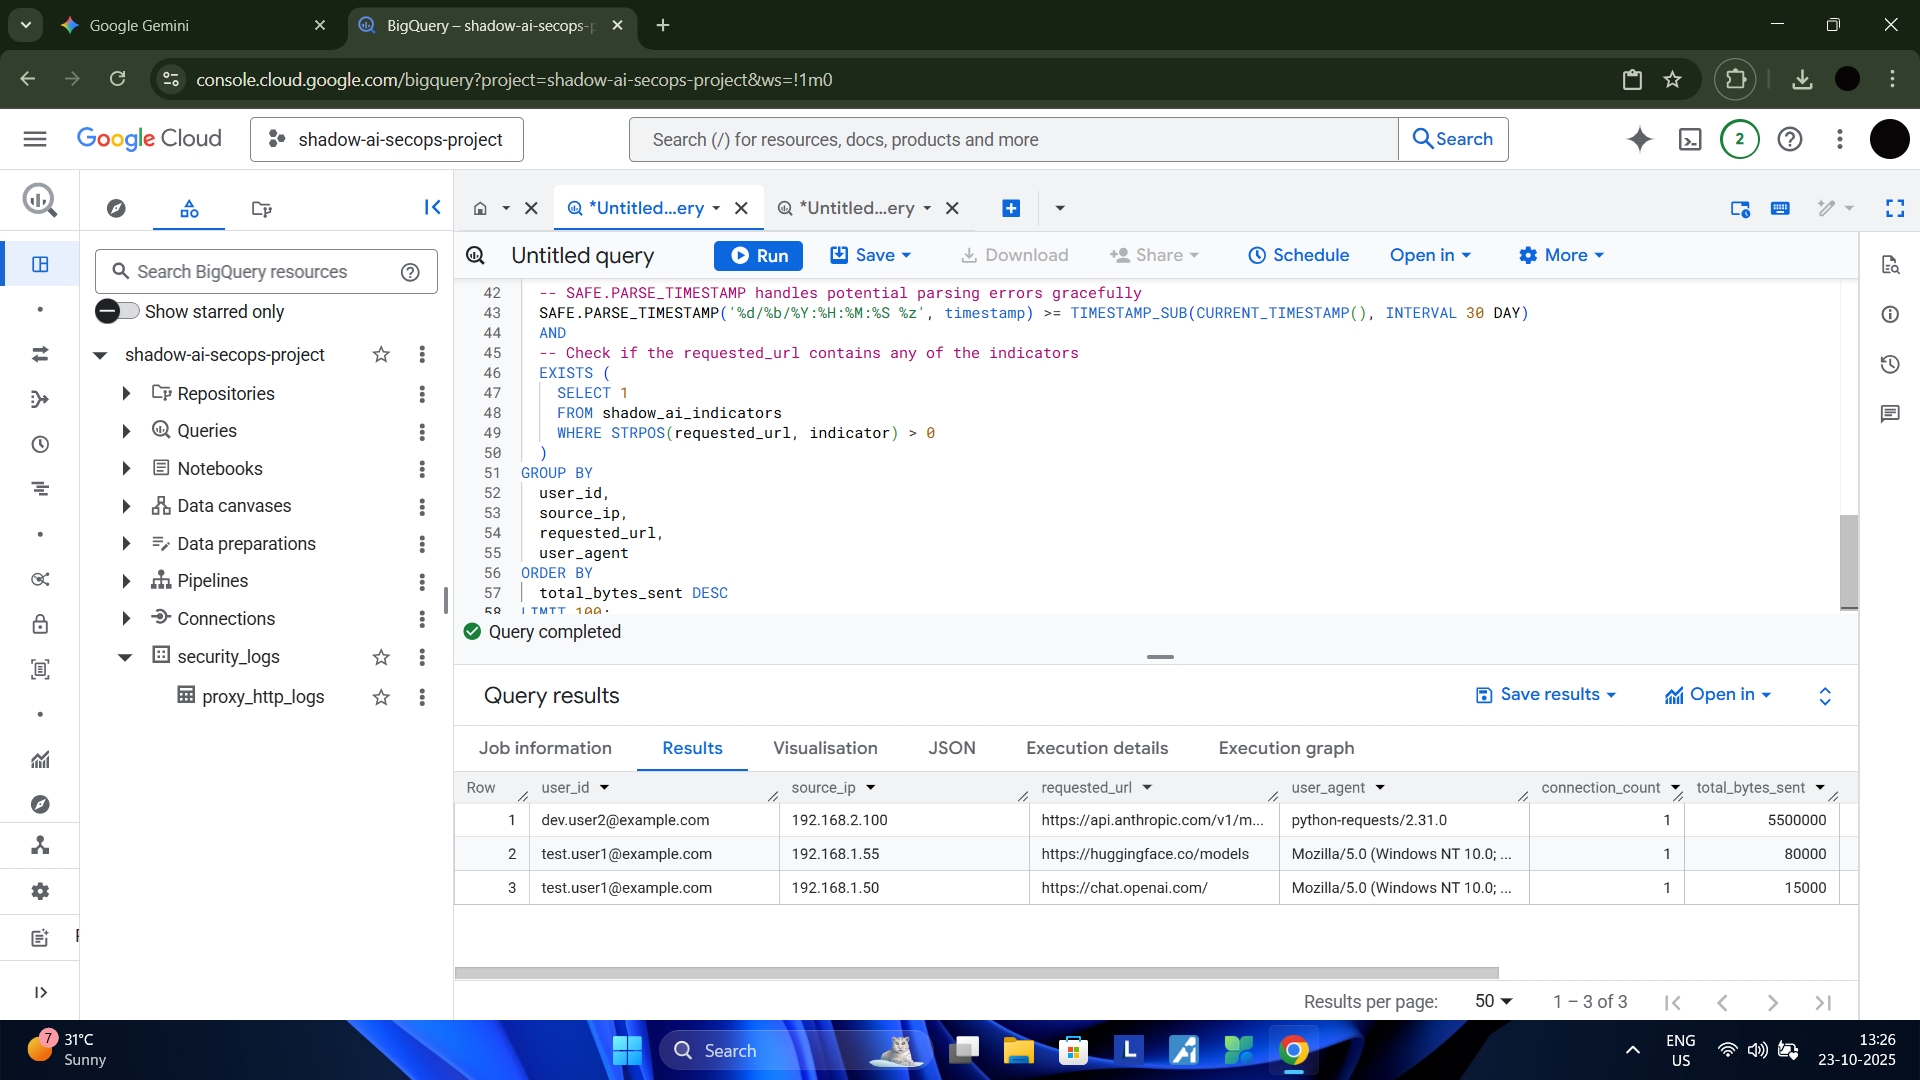 Google Gemini
BigQuery – shadow-ai-secops-p
console.cloud.google.com/bigquery?project=shadow-ai-secops-project&ws=!1m0
Google Cloud
shadow-ai-secops-project
Search (/) for resources, docs, products and more
Search
2
*Untitled...ery
*Untitled...ery
Search BigQuery resources
Show starred only
shadow-ai-secops-project
Repositories
Queries
Notebooks
Data canvases
Data preparations
Pipelines
Connections
security_logs
proxy_http_logs
Untitled query
Run
Save
Download
Share
Schedule
Open in
More
42 -- SAFE.PARSE_TIMESTAMP handles potential parsing errors gracefully
43 SAFE.PARSE_TIMESTAMP('%d/%b/%Y:%H:%M:%S %z', timestamp) >= TIMESTAMP_SUB(CURRENT_TIMESTAMP(), INTERVAL 30 DAY)
44 AND
45 -- Check if the requested_url contains any of the indicators
46 EXISTS (
47 SELECT 1
48 FROM shadow_ai_indicators
49 WHERE STRPOS(requested_url, indicator) > 0
50 )
51 GROUP BY
52 user_id,
53 source_ip,
54 requested_url,
55 user_agent
56 ORDER BY
57 total_bytes_sent DESC
58 LIMIT 100;
Query completed
Query results
Save results
Open in
Job information
Results
Visualisation
JSON
Execution details
Execution graph
Row user_id source_ip requested_url user_agent connection_count total_bytes_sent
1 dev.user2@example.com 192.168.2.100 https://api.anthropic.com/v1/m... python-requests/2.31.0 1 5500000
2 test.user1@example.com 192.168.1.55 https://huggingface.co/models Mozilla/5.0 (Windows NT 10.0; ... 1 80000
3 test.user1@example.com 192.168.1.50 https://chat.openai.com/ Mozilla/5.0 (Windows NT 10.0; ... 1 15000
Results per page: 50 1 – 3 of 3
7
31°C
Sunny
Search
L
ENG
US
13:26
23-10-2025